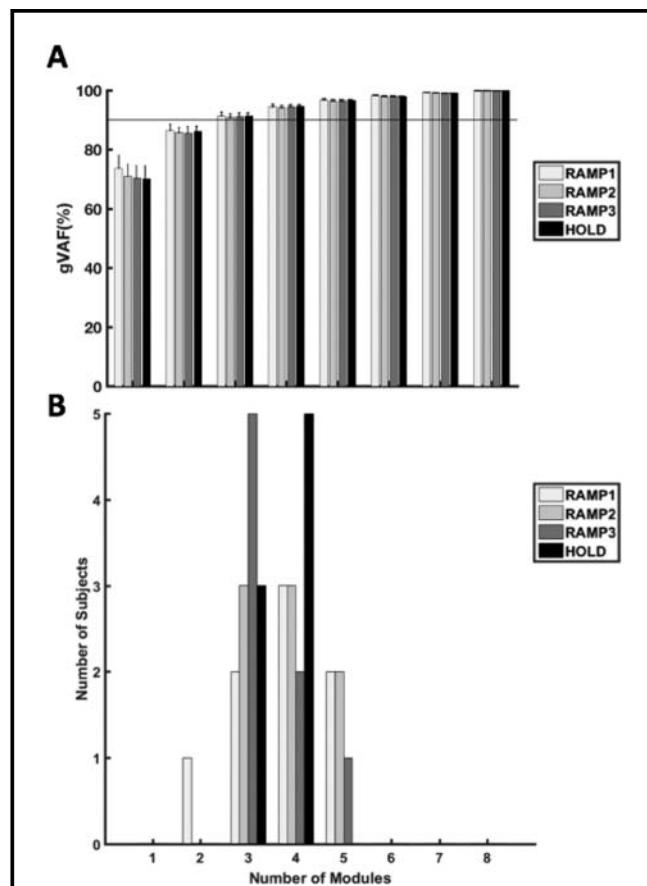 A
100
80
60
40
20
0
gVAF(%)
RAMP1
RAMP2
RAMP3
HOLD
B
5
4
3
2
1
0
Number of Subjects
RAMP1
RAMP2
RAMP3
HOLD
1 2 3 4 5 6 7 8
Number of Modules